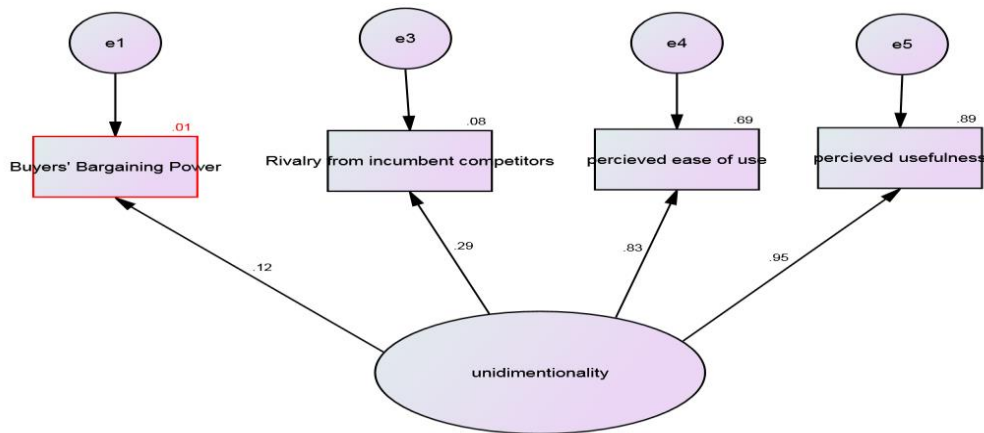 e1
e3
e4
e5
.01
.08
.69
.89
Buyers' Bargaining Power
Rivalry from incumbent competitors
percieved ease of use
percieved usefulness
.12
.29
.83
.95
unidimentionality